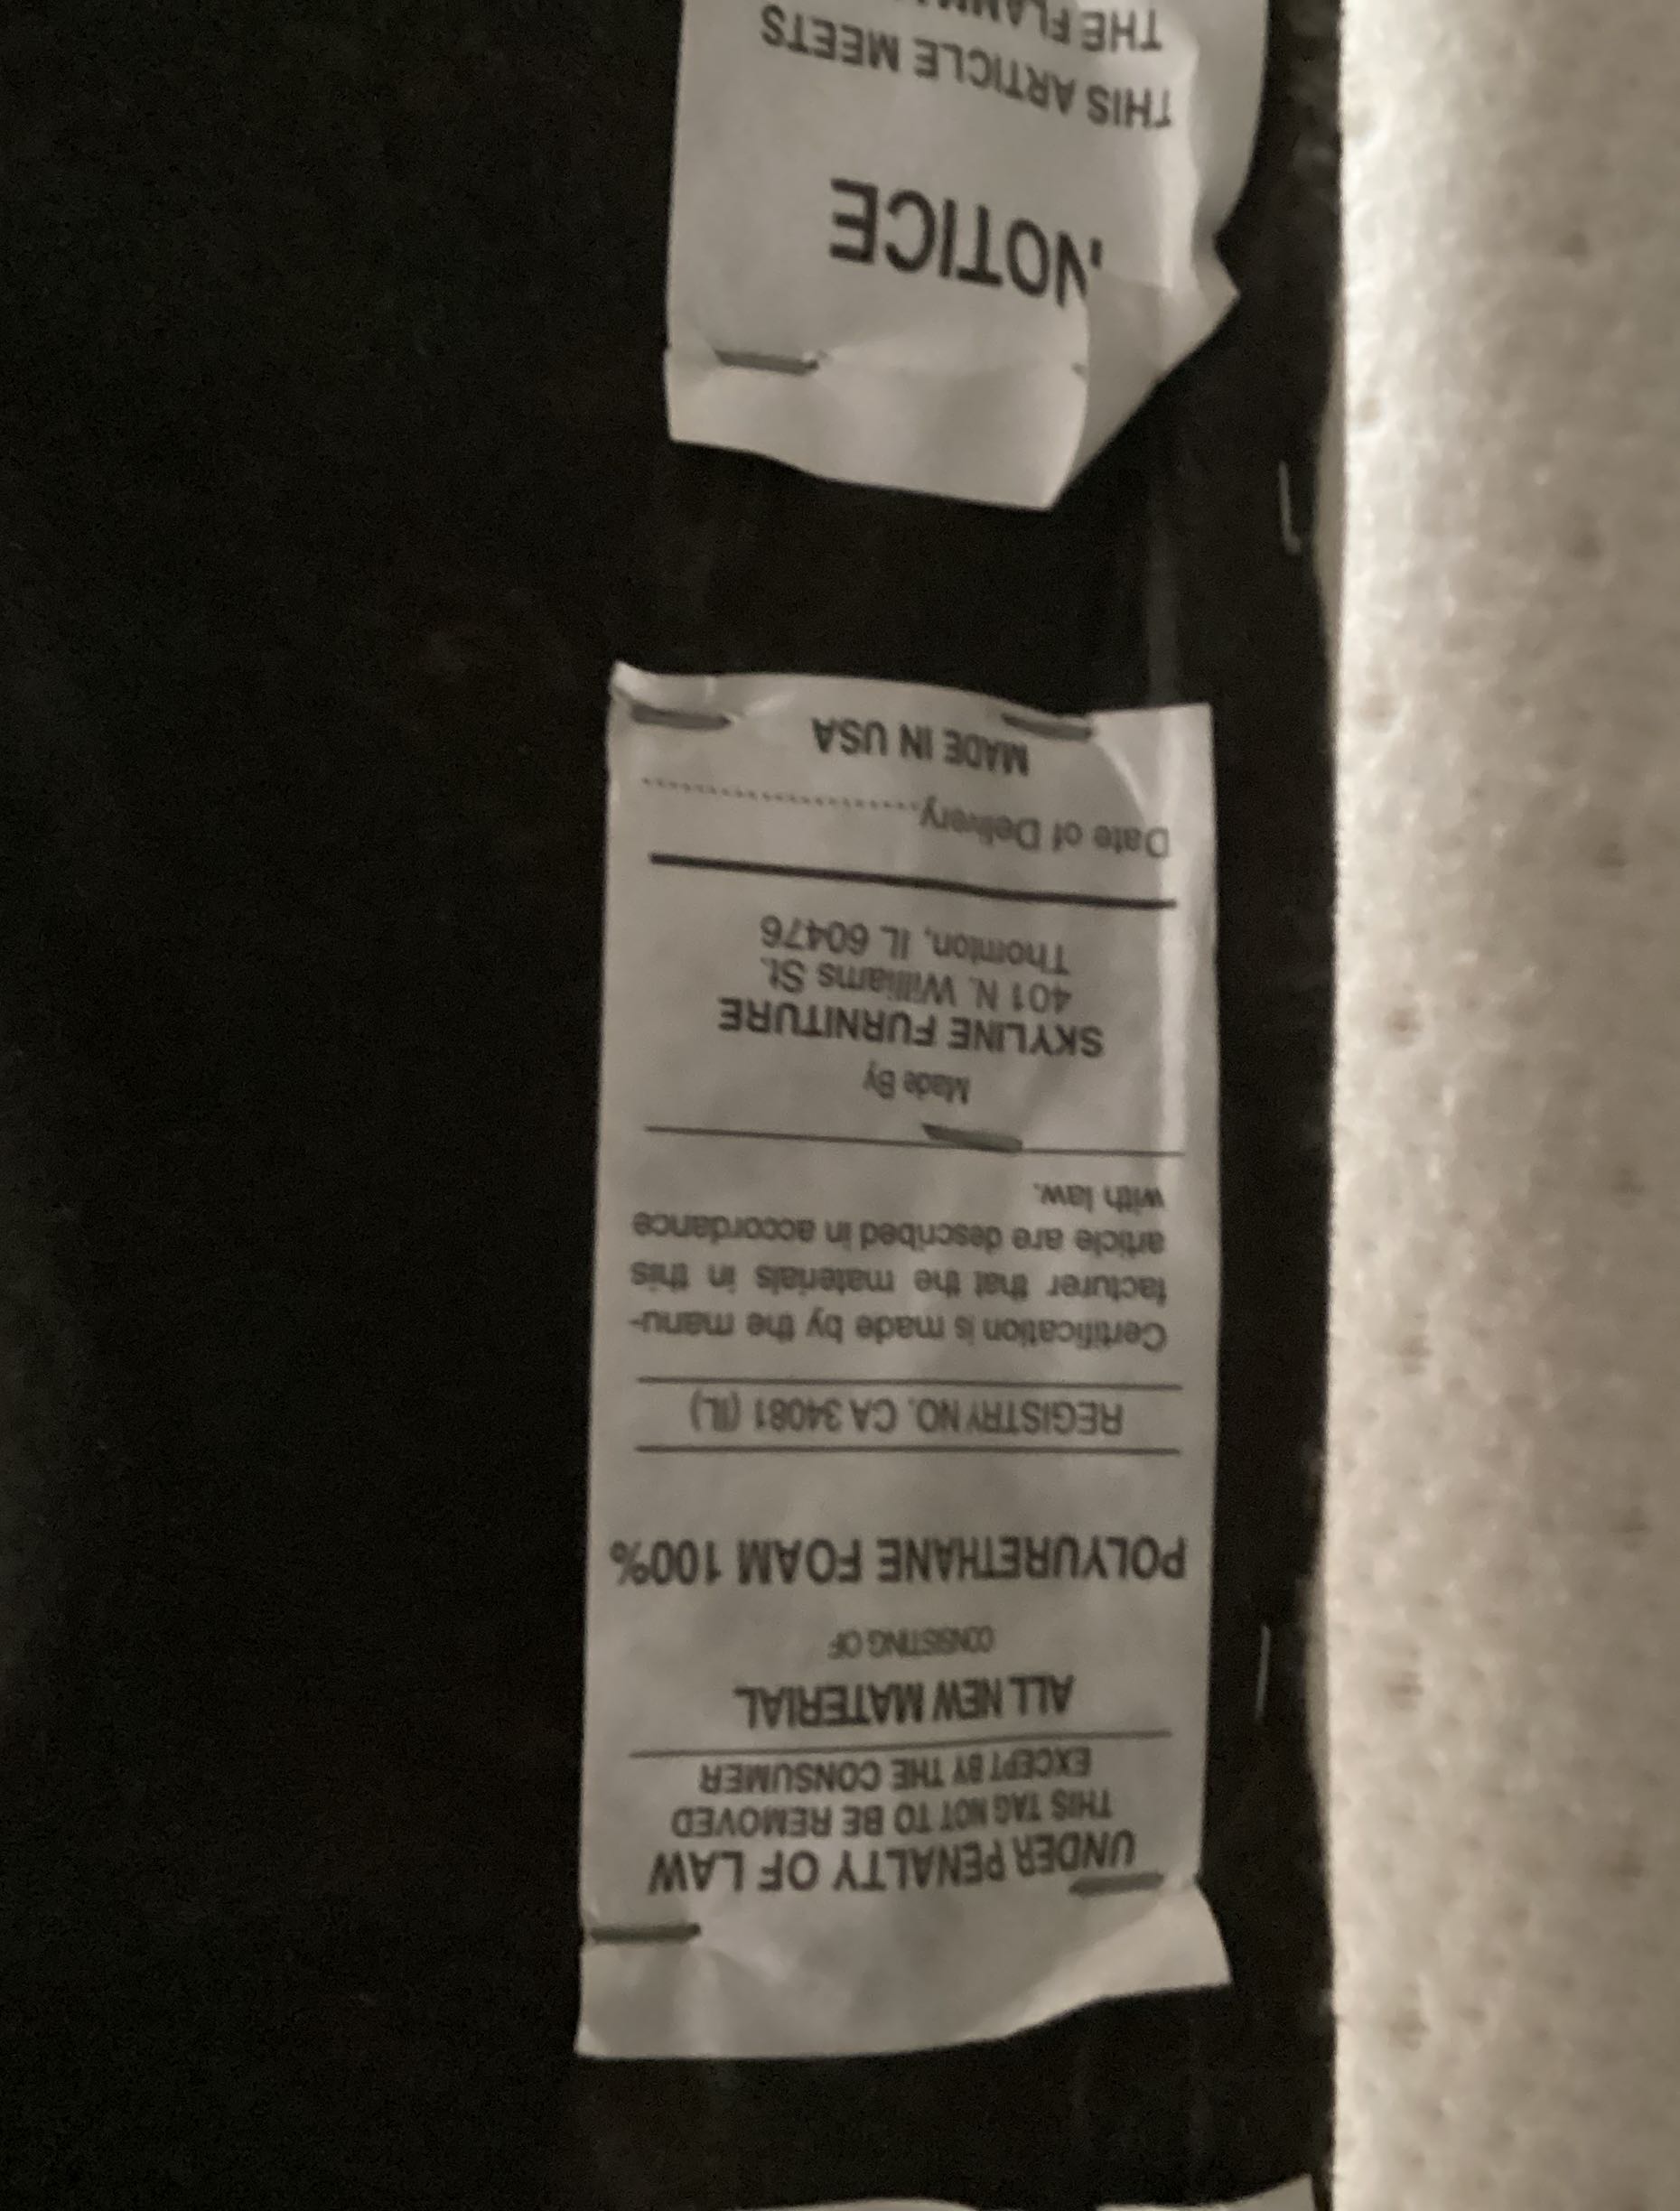 UNDER PENALTY OF LAW
THIS TAG NOT TO BE REMOVED
EXCEPT BY THE CONSUMER
ALL NEW MATERIAL
CONSISTING OF
POLYURETHANE FOAM 100%
REGISTRY NO. CA 34081 (IL)
Certification is made by the manu-
facturer that the materials in this
article are described in accordance
with law.
Made By
SKYLINE FURNITURE
401 N. Williams St.
Thornton, IL 60476
Date of Delivery
MADE IN USA
NOTICE
THIS ARTICLE MEETS
THE